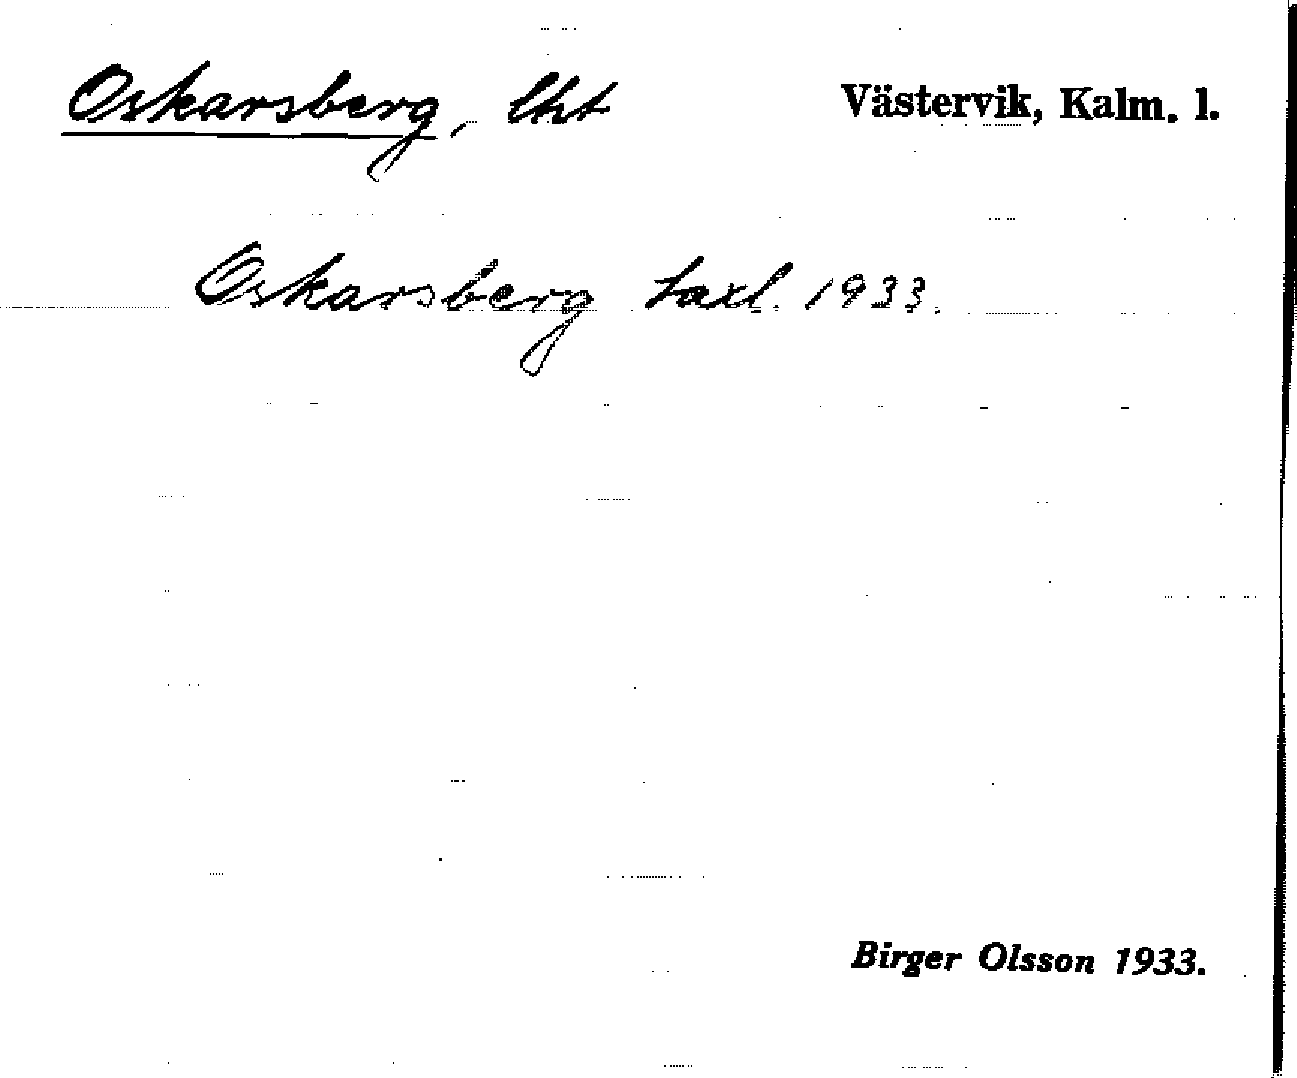 Oskarsberg, lht Västervik, Kalm. l.
Oskarsberg taxl. 1933.
Birger Olsson 1933.